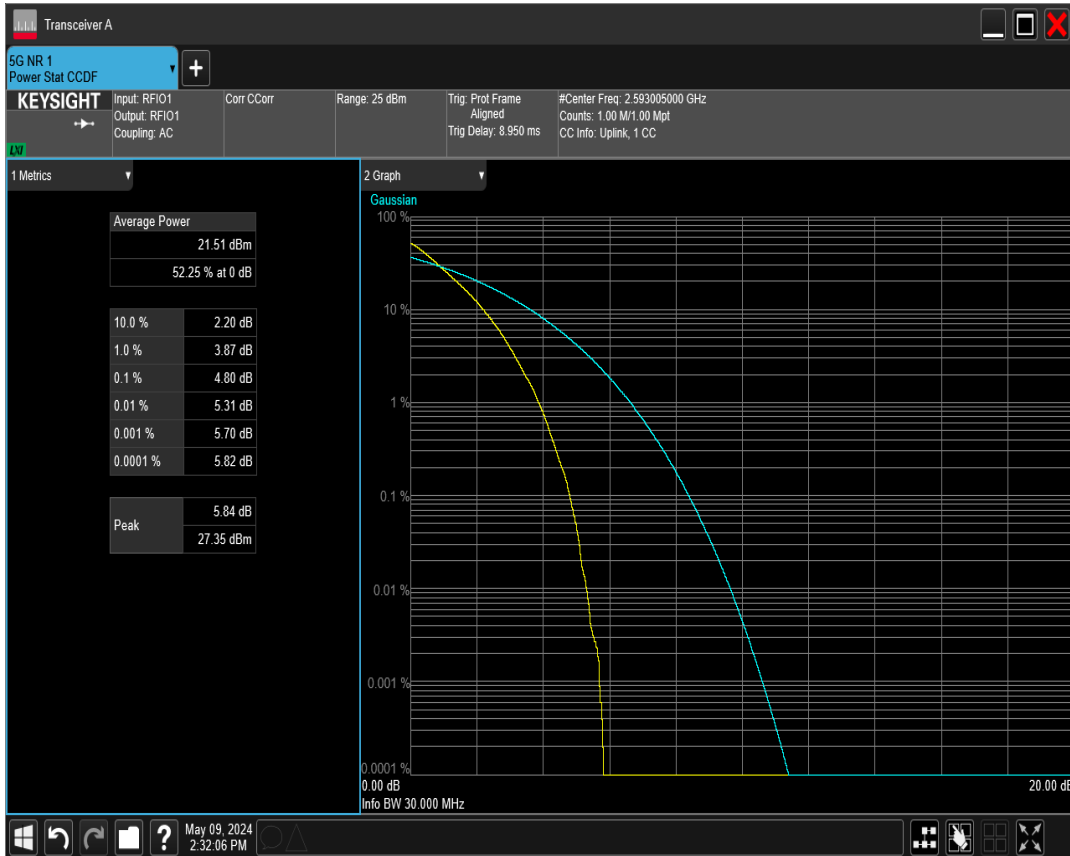 Transceiver A
5G NR 1
Power Stat CCDF
KEYSIGHT
LXI
Input: RFIO1
Output: RFIO1
Coupling: AC
Corr CCorr
Range: 25 dBm
Trig: Prot Frame
Aligned
Trig Delay: 8.950 ms
#Center Freq: 2.593005000 GHz
Counts: 1.00 M/1.00 Mpt
CC Info: Uplink, 1 CC
1 Metrics
Average Power
21.51 dBm
52.25 % at 0 dB
10.0 % 2.20 dB
1.0 % 3.87 dB
0.1 % 4.80 dB
0.01 % 5.31 dB
0.001 % 5.70 dB
0.0001 % 5.82 dB
Peak 5.84 dB
27.35 dBm
2 Graph
Gaussian
100 %
10 %
1 %
0.1 %
0.01 %
0.001 %
0.0001 %
0.00 dB 20.00 dB
Info BW 30.000 MHz
May 09, 2024
2:32:06 PM